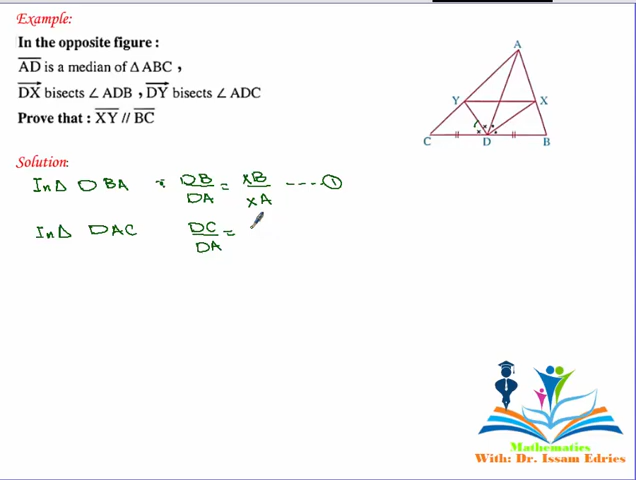 Example:
In the opposite figure :
AD is a median of Δ ABC ,
DX bisects ∠ ADB , DY bisects ∠ ADC
Prove that : XY // BC
A
Y
X
C
D
B
Solution:
In Δ DBA ∵ DB/DA = XB/XA ---- ①
In Δ DAC DC/DA =
Mathematics
With: Dr. Issam Edries